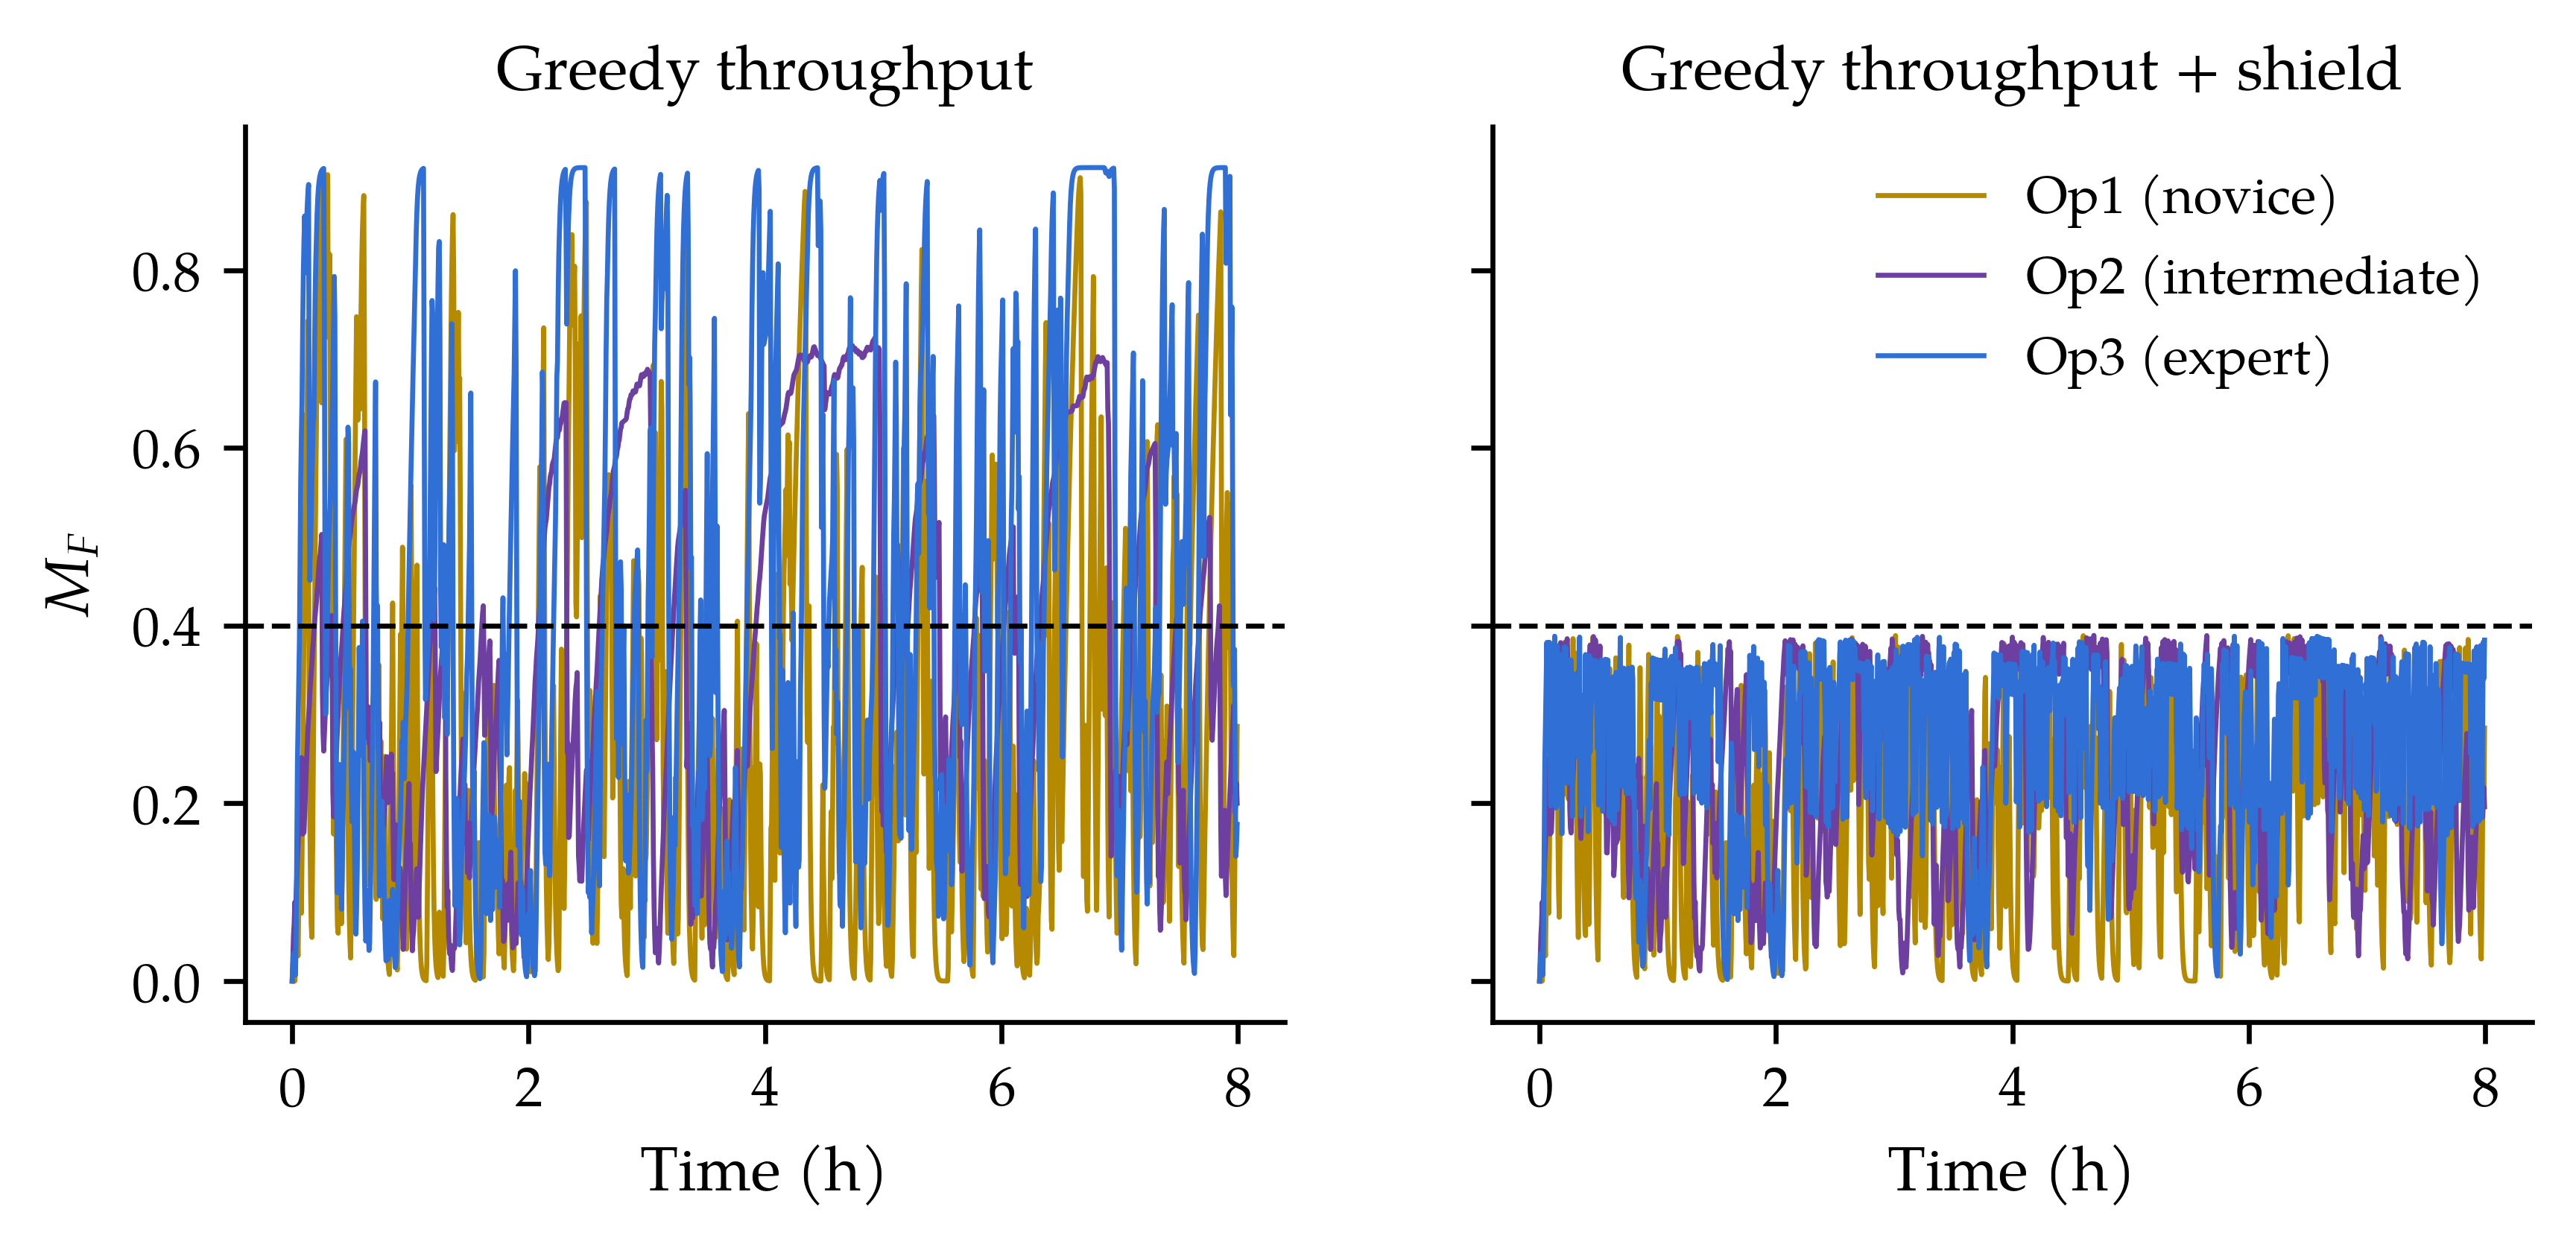 Greedy throughput
Greedy throughput + shield
Op1 (novice)
Op2 (intermediate)
Op3 (expert)
M_F
0.8
0.6
0.4
0.2
0.0
0 2 4 6 8
0 2 4 6 8
Time (h)
Time (h)